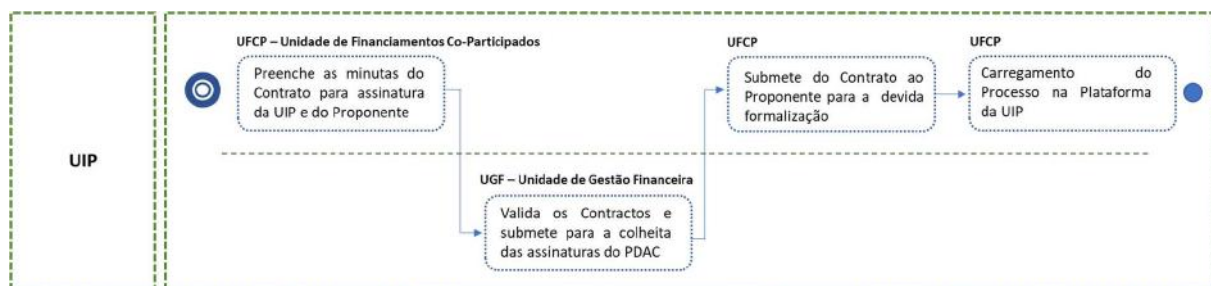 UIP
UFCP – Unidade de Financiamentos Co-Participados
Preenche as minutas do
Contrato para assinatura
da UIP e do Proponente
UGF – Unidade de Gestão Financeira
Valida os Contractos e
submete para a colheita
das assinaturas do PDAC
UFCP
Submete do Contrato ao
Proponente para a devida
formalização
UFCP
Carregamento do
Processo na Plataforma
da UIP